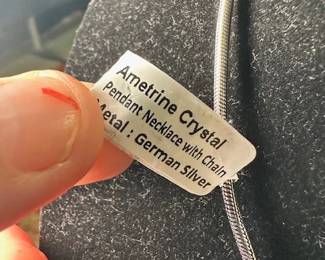 Ametrine Crystal
Pendant Necklace with Chain
Metal : German Silver